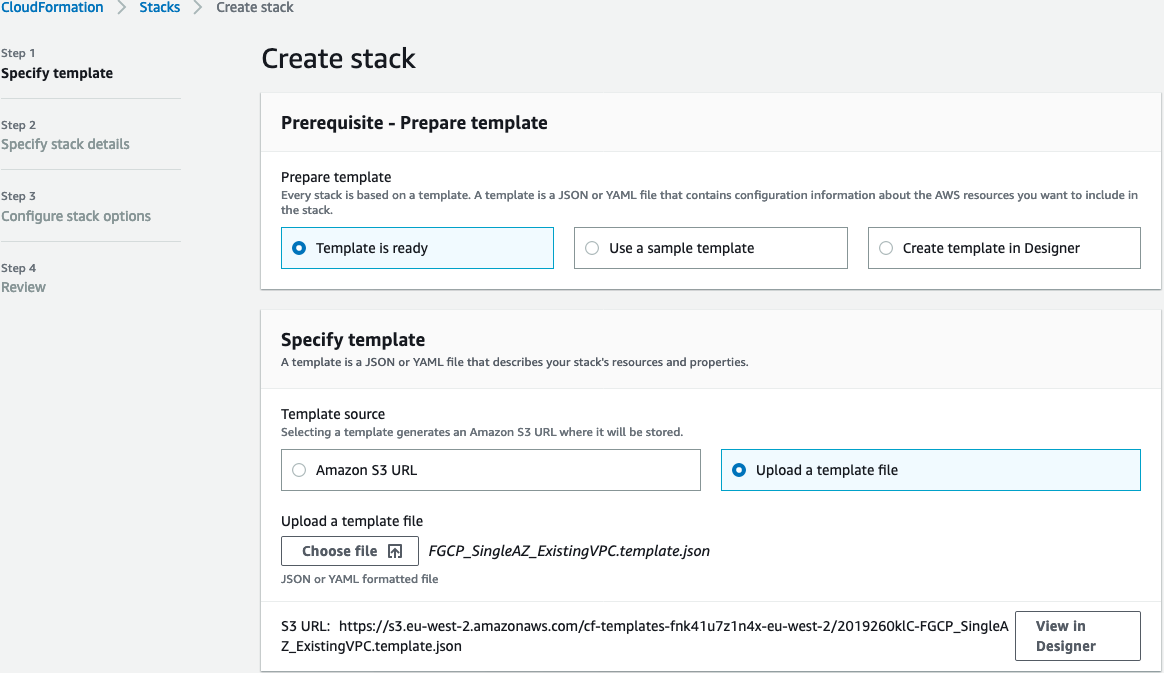 CloudFormation > Stacks > Create stack
Step 1
Specify template
Step 2
Specify stack details
Step 3
Configure stack options
Step 4
Review
Create stack
Prerequisite - Prepare template
Prepare template
Every stack is based on a template. A template is a JSON or YAML file that contains configuration information about the AWS resources you want to include in
the stack.
Template is ready
Use a sample template
Create template in Designer
Specify template
A template is a JSON or YAML file that describes your stack's resources and properties.
Template source
Selecting a template generates an Amazon S3 URL where it will be stored.
Amazon S3 URL
Upload a template file
Upload a template file
Choose file
FGCP_SingleAZ_ExistingVPC.template.json
JSON or YAML formatted file
S3 URL: https://s3.eu-west-2.amazonaws.com/cf-templates-fnk41u7z1n4x-eu-west-2/2019260klC-FGCP_SingleA
Z_ExistingVPC.template.json
View in
Designer